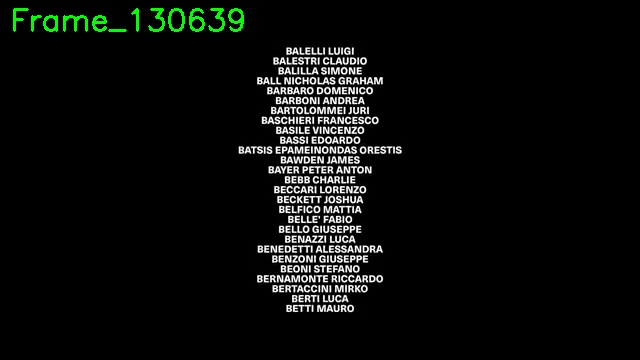 Frame_130639
BALELLI LUIGI
BALESTRI CLAUDIO
BALILLA SIMONE
BALL NICHOLAS GRAHAM
BARBARO DOMENICO
BARBONI ANDREA
BARTOLOMMEI JURI
BASCHIERI FRANCESCO
BASILE VINCENZO
BASSI EDOARDO
BATSIS EPAMEINONDAS ORESTIS
BAWDEN JAMES
BAYER PETER ANTON
BEBB CHARLIE
BECCARI LORENZO
BECKETT JOSHUA
BELFICO MATTIA
BELLE' FABIO
BELLO GIUSEPPE
BENAZZI LUCA
BENEDETTI ALESSANDRA
BENZONI GIUSEPPE
BEONI STEFANO
BERNAMONTE RICCARDO
BERTACCINI MIRKO
BERTI LUCA
BETTI MAURO